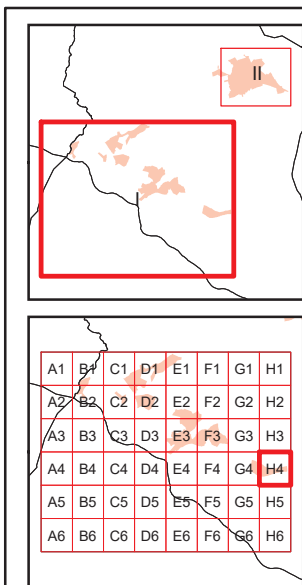 II
I
A1 B1 C1 D1 E1 F1 G1 H1
A2 B2 C2 D2 E2 F2 G2 H2
A3 B3 C3 D3 E3 F3 G3 H3
A4 B4 C4 D4 E4 F4 G4 H4
A5 B5 C5 D5 E5 F5 G5 H5
A6 B6 C6 D6 E6 F6 G6 H6